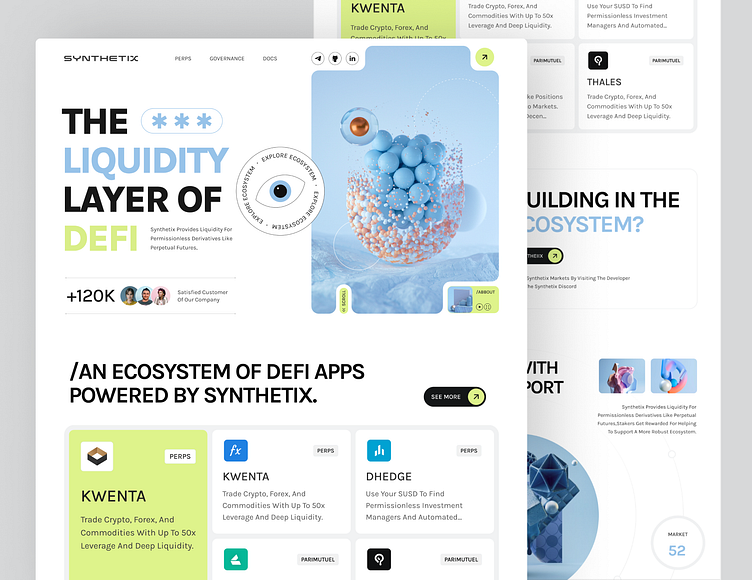 SYNTHETIX
PERPS
GOVERNANCE
DOCS
THE ***
LIQUIDITY
LAYER OF
DEFI
Synthetix Provides Liquidity For
Permissionless Derivatives Like
Perpetual Futures,
EXPLORE ECOSYSTEM • EXPLORE ECOSYSTEM • EXPLORE ECOSYSTEM •
+120K
Satisfied Customer
Of Our Company
/ABBOUT
/AN ECOSYSTEM OF DEFI APPS
POWERED BY SYNTHETIX.
SEE MORE
PERPS
KWENTA
Trade Crypto, Forex, And
Commodities With Up To 50x
Leverage And Deep Liquidity.
fx
PERPS
KWENTA
Trade Crypto, Forex, And
Commodities With Up To 50x
Leverage And Deep Liquidity.
PERPS
DHEDGE
Use Your SUSD To Find
Permissionless Investment
Managers And Automated...
PARIMUTUEL
PARIMUTUEL
KWENTA
Trade Crypto, Forex, And
Commodities With Up To 50x
Trade Crypto, Forex, And
Commodities With Up To 50x
Leverage And Deep Liquidity.
Use Your SUSD To Find
Permissionless Investment
Managers And Automated...
PARIMUTUEL
ke Positions
o Markets.
Decen...
PARIMUTUEL
THALES
Trade Crypto, Forex, And
Commodities With Up To 50x
Leverage And Deep Liquidity.
UILDING IN THE
COSYSTEM?
Synthetix Markets By Visiting The Developer
he Synthetix Discord
WITH
PORT
Synthetix Provides Liquidity For
Permissionless Derivatives Like Perpetual
Futures,Stakers Get Rewarded For Helping
To Support A More Robust Ecosystem.
MARKET
52